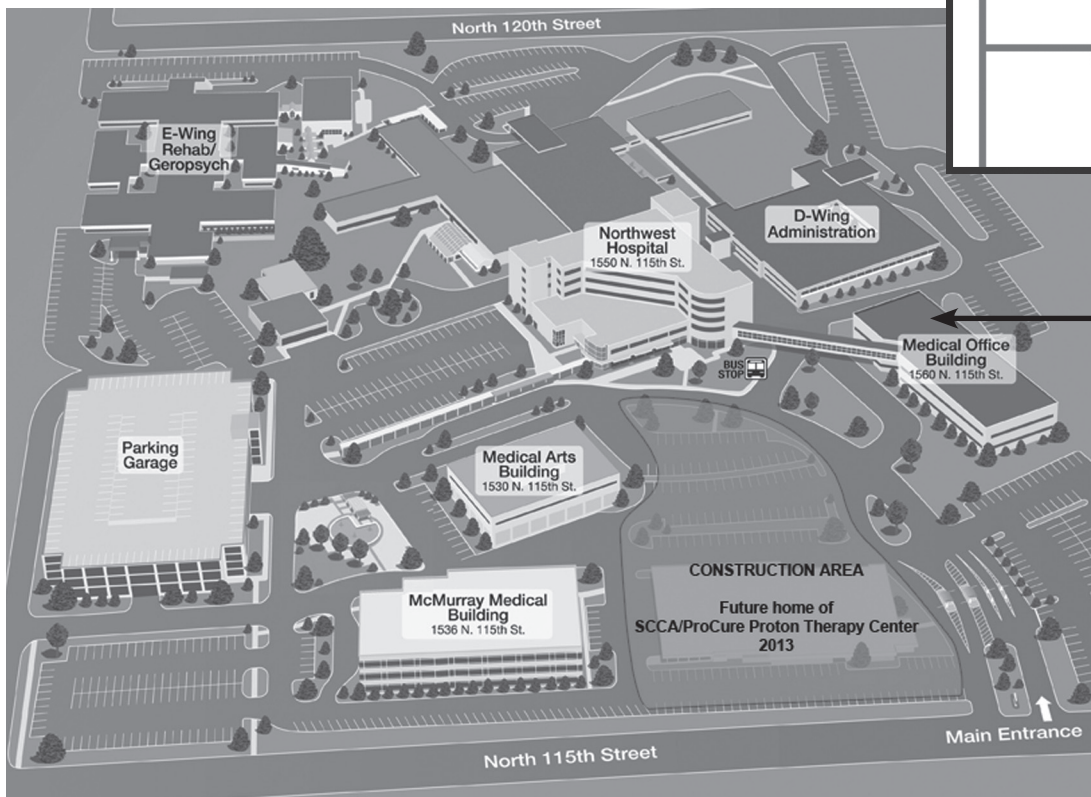 North 120th Street
E-Wing
Rehab/
Geropsych
Northwest
Hospital
1550 N. 115th St.
D-Wing
Administration
Medical Office
Building
1560 N. 115th St.
BUS
STOP
Parking
Garage
Medical Arts
Building
1530 N. 115th St.
CONSTRUCTION AREA
Future home of
SCCA/ProCure Proton Therapy Center
2013
McMurray Medical
Building
1536 N. 115th St.
Main Entrance
North 115th Street